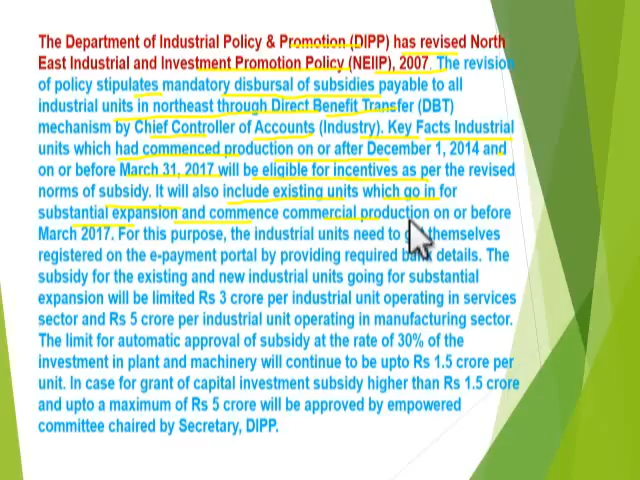 The Department of Industrial Policy & Promotion (DIPP) has revised North
East Industrial and Investment Promotion Policy (NEIIP), 2007. The revision
of policy stipulates mandatory disbursal of subsidies payable to all
industrial units in northeast through Direct Benefit Transfer (DBT)
mechanism by Chief Controller of Accounts (Industry). Key Facts Industrial
units which had commenced production on or after December 1, 2014 and
on or before March 31, 2017 will be eligible for incentives as per the revised
norms of subsidy. It will also include existing units which go in for
substantial expansion and commence commercial production on or before
March 2017. For this purpose, the industrial units need to themselves
registered on the e-payment portal by providing required bank details. The
subsidy for the existing and new industrial units going for substantial
expansion will be limited Rs 3 crore per industrial unit operating in services
sector and Rs 5 crore per industrial unit operating in manufacturing sector.
The limit for automatic approval of subsidy at the rate of 30% of the
investment in plant and machinery will continue to be upto Rs 1.5 crore per
unit. In case for grant of capital investment subsidy higher than Rs 1.5 crore
and upto a maximum of Rs 5 crore will be approved by empowered
committee chaired by Secretary, DIPP.